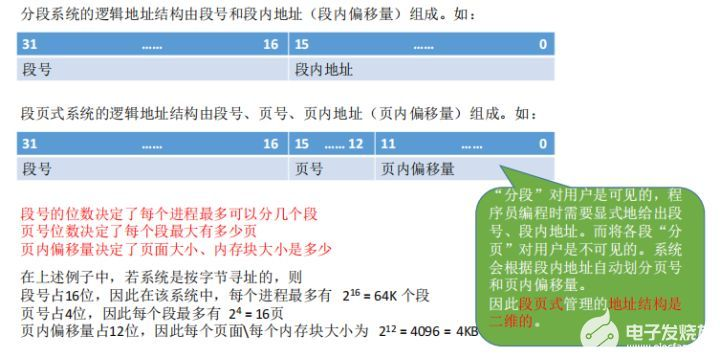 分段系统的逻辑地址结构由段号和段内地址（段内偏移量）组成。如：
31 …… 16 15 …… 0
段号 段内地址
段页式系统的逻辑地址结构由段号、页号、页内地址（页内偏移量）组成。如：
31 …… 16 15 …… 12 11 …… 0
段号 页号 页内偏移量
段号的位数决定了每个进程最多可以分几个段
页号位数决定了每个段最大有多少页
页内偏移量决定了页面大小、内存块大小是多少
在上述例子中，若系统是按字节寻址的，则
段号占16位，因此在该系统中，每个进程最多有 2¹⁶ = 64K 个段
页号占4位，因此每个段最多有 2⁴ = 16页
页内偏移量占12位，因此每个页面\每个内存块大小为 2¹² = 4096 = 4KB
“分段”对用户是可见的，程
序员编程时需要显式地给出段
号、段内地址。而将各段“分
页”对用户是不可见的。系统
会根据段内地址自动划分页号
和页内偏移量。
因此段页式管理的地址结构是
二维的。
电子发烧友